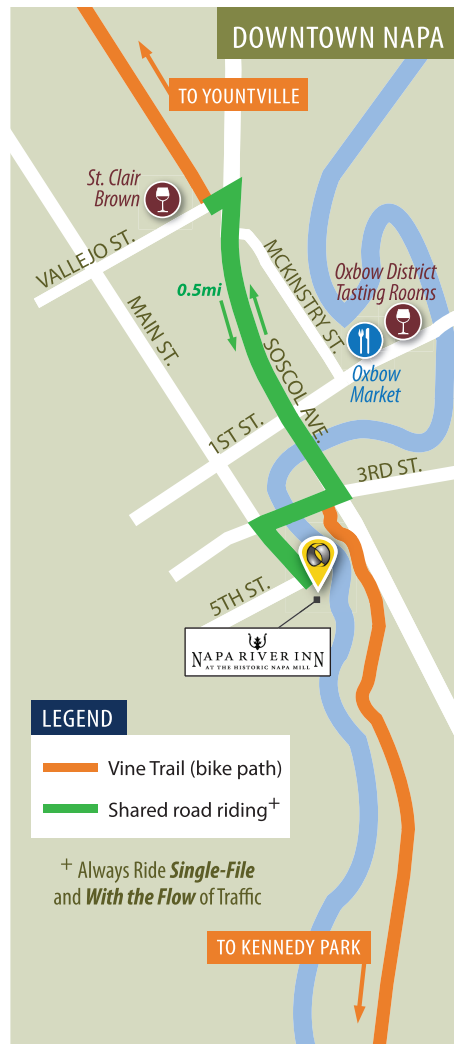 DOWNTOWN NAPA
TO YOUNTVILLE
St. Clair
Brown
VALLEJO ST.
MCKINSTRY ST.
Oxbow District
Tasting Rooms
0.5mi
MAIN ST.
SOSCOL AVE.
Oxbow
Market
1ST ST.
3RD ST.
5TH ST.
NAPA RIVER INN
AT THE HISTORIC NAPA MILL
LEGEND
Vine Trail (bike path)
Shared road riding+
+ Always Ride Single-File
and With the Flow of Traffic
TO KENNEDY PARK